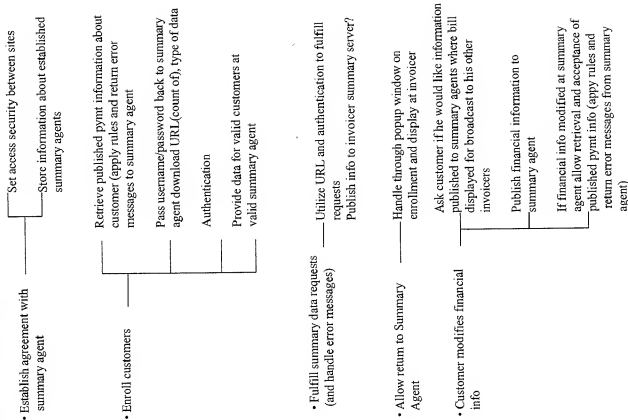 • Establish agreement with
summary agent
Set access security between sites
Store information about established
summary agents
• Enroll customers
Retrieve published pymt information about
customer (apply rules and return error
messages to summary agent
Pass username/password back to summary
agent download URL(count of), type of data
Authentication
Provide data for valid customers at
valid summary agent
• Fulfill summary data requests
(and handle error messages)
Utilize URL and authentication to fulfill
requests
Publish info to invoicer summary server?
• Allow return to Summary
Agent
Handle through popup window on
enrollment and display at invoicer
• Customer modifies financial
info
Ask customer if he would like information
published to summary agents where bill
displayed for broadcast to his other
invoicers
Publish financial information to
summary agent
If financial info modified at summary
agent allow retrieval and acceptance of
published pymt info (appy rules and
return error messages from summary
agent)